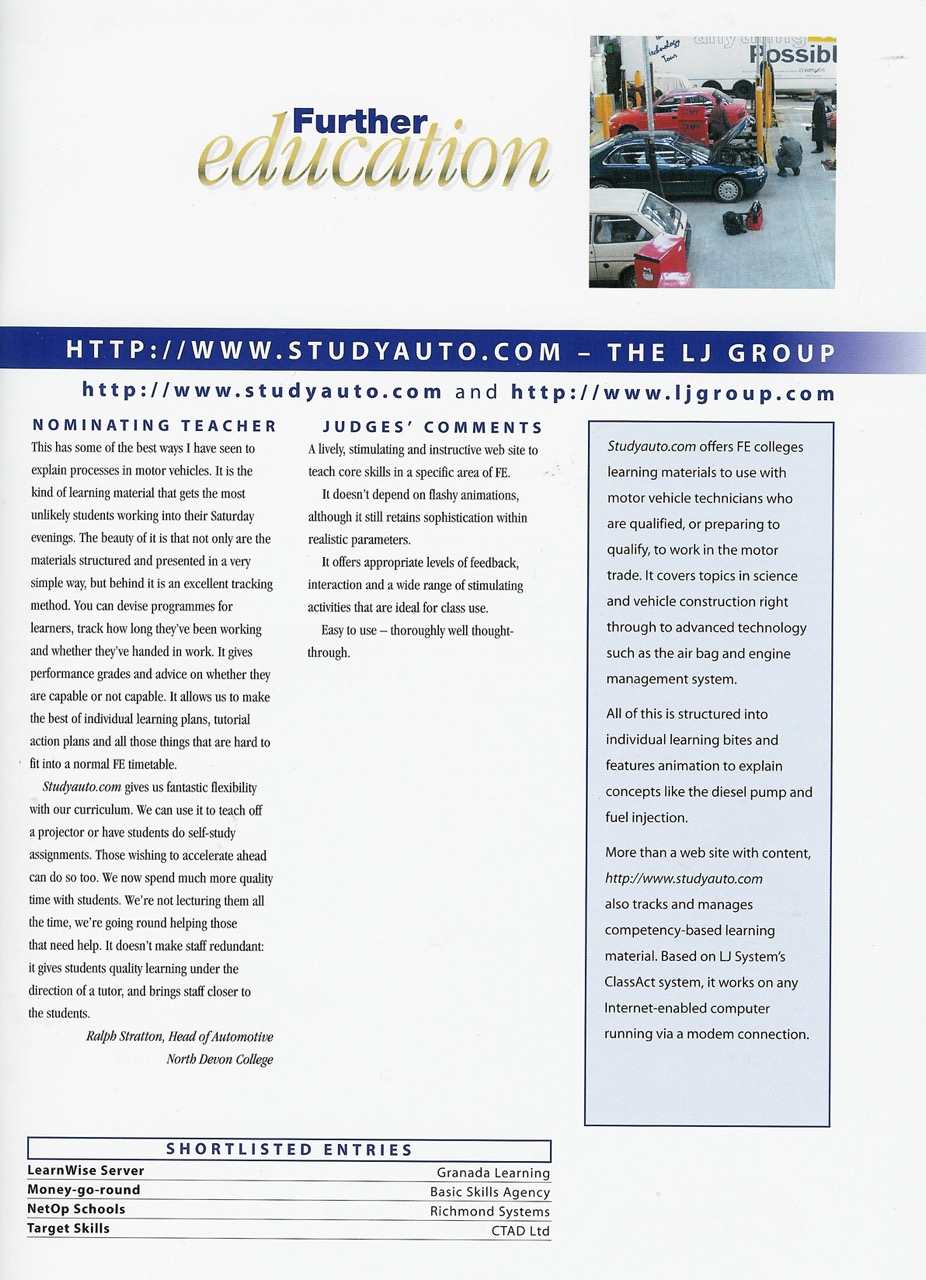 Further
education
anything
Possibl
technology
Tour
HTTP://WWW.STUDYAUTO.COM – THE LJ GROUP
http://www.studyauto.com and http://www.ljgroup.com
NOMINATING TEACHER
This has some of the best ways I have seen to
explain processes in motor vehicles. It is the
kind of learning material that gets the most
unlikely students working into their Saturday
evenings. The beauty of it is that not only are the
materials structured and presented in a very
simple way, but behind it is an excellent tracking
method. You can devise programmes for
learners, track how long they've been working
and whether they've handed in work. It gives
performance grades and advice on whether they
are capable or not capable. It allows us to make
the best of individual learning plans, tutorial
action plans and all those things that are hard to
fit into a normal FE timetable.
Studyauto.com gives us fantastic flexibility
with our curriculum. We can use it to teach off
a projector or have students do self-study
assignments. Those wishing to accelerate ahead
can do so too. We now spend much more quality
time with students. We're not lecturing them all
the time, we're going round helping those
that need help. It doesn't make staff redundant:
it gives students quality learning under the
direction of a tutor, and brings staff closer to
the students.
Ralph Stratton, Head of Automotive
North Devon College
JUDGES' COMMENTS
A lively, stimulating and instructive web site to
teach core skills in a specific area of FE.
It doesn't depend on flashy animations,
although it still retains sophistication within
realistic parameters.
It offers appropriate levels of feedback,
interaction and a wide range of stimulating
activities that are ideal for class use.
Easy to use – thoroughly well thought-
through.
Studyauto.com offers FE colleges
learning materials to use with
motor vehicle technicians who
are qualified, or preparing to
qualify, to work in the motor
trade. It covers topics in science
and vehicle construction right
through to advanced technology
such as the air bag and engine
management system.
All of this is structured into
individual learning bites and
features animation to explain
concepts like the diesel pump and
fuel injection.
More than a web site with content,
http://www.studyauto.com
also tracks and manages
competency-based learning
material. Based on LJ System's
ClassAct system, it works on any
Internet-enabled computer
running via a modem connection.
SHORTLISTED ENTRIES
LearnWise Server Granada Learning
Money-go-round Basic Skills Agency
NetOp Schools Richmond Systems
Target Skills CTAD Ltd